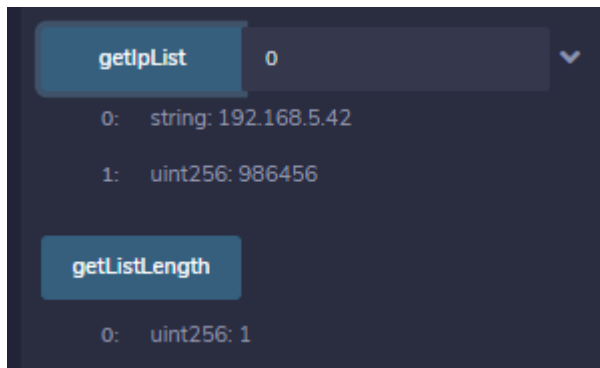 getIpList 0
0: string: 192.168.5.42
1: uint256: 986456
getListLength
0: uint256: 1